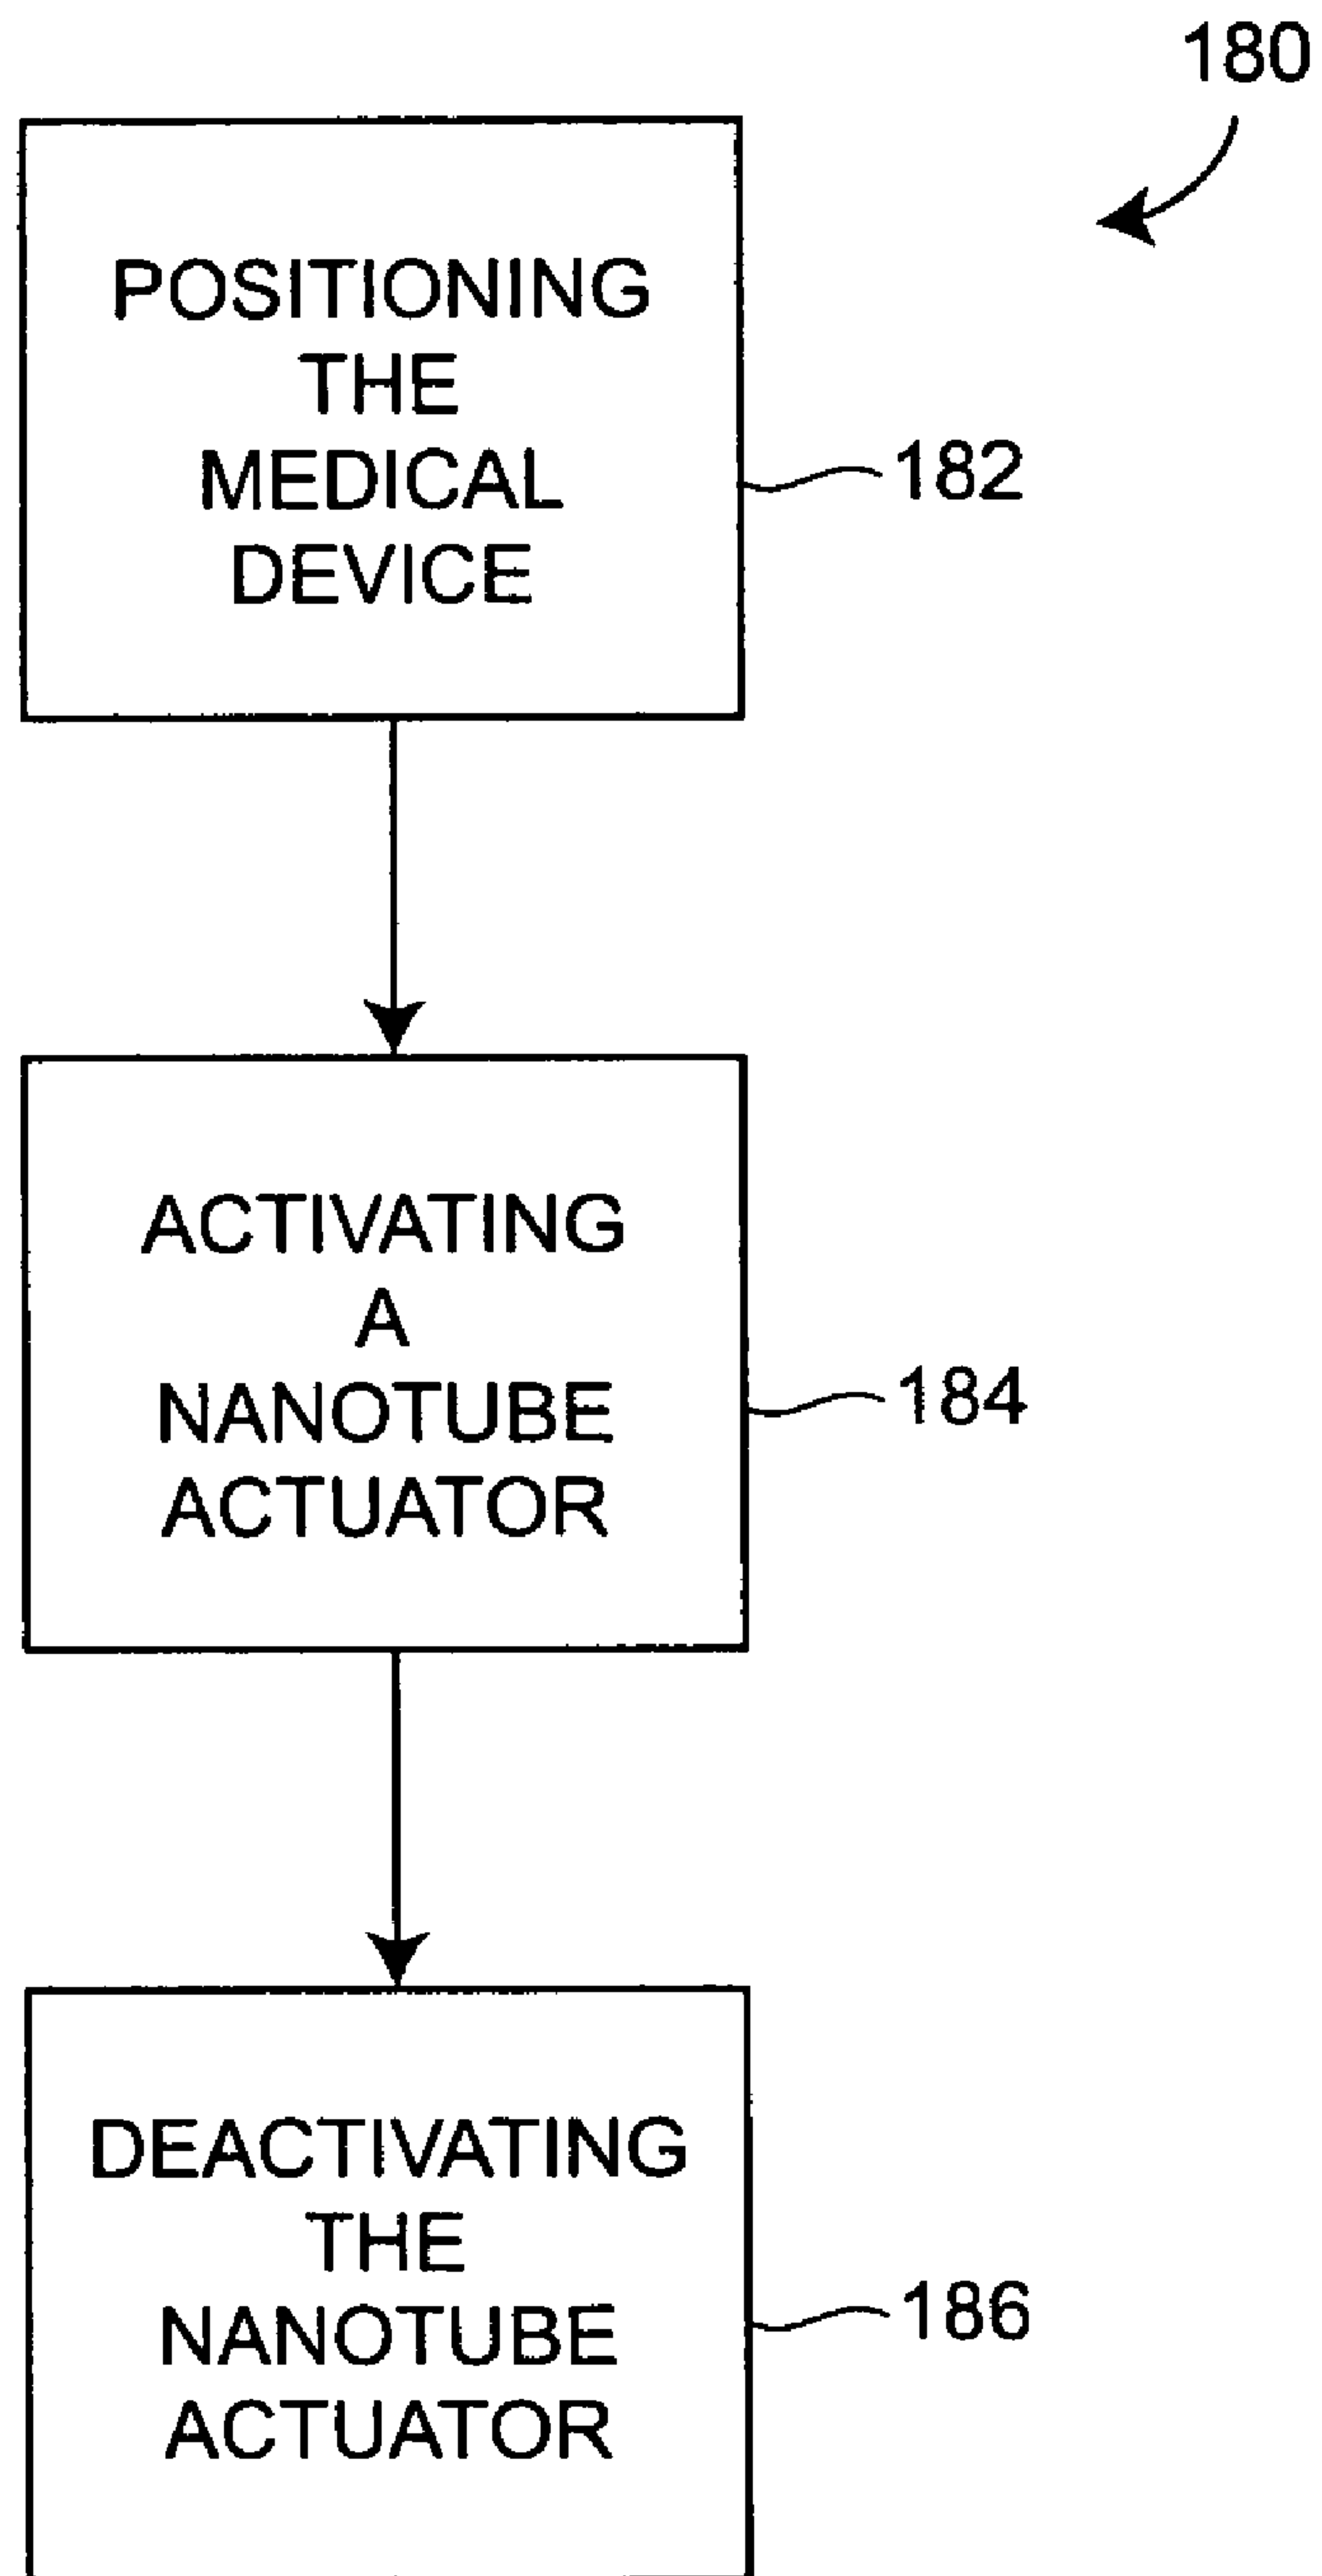 180
POSITIONING
THE
MEDICAL
DEVICE
182
ACTIVATING
A
NANOTUBE
ACTUATOR
184
DEACTIVATING
THE
NANOTUBE
ACTUATOR
186